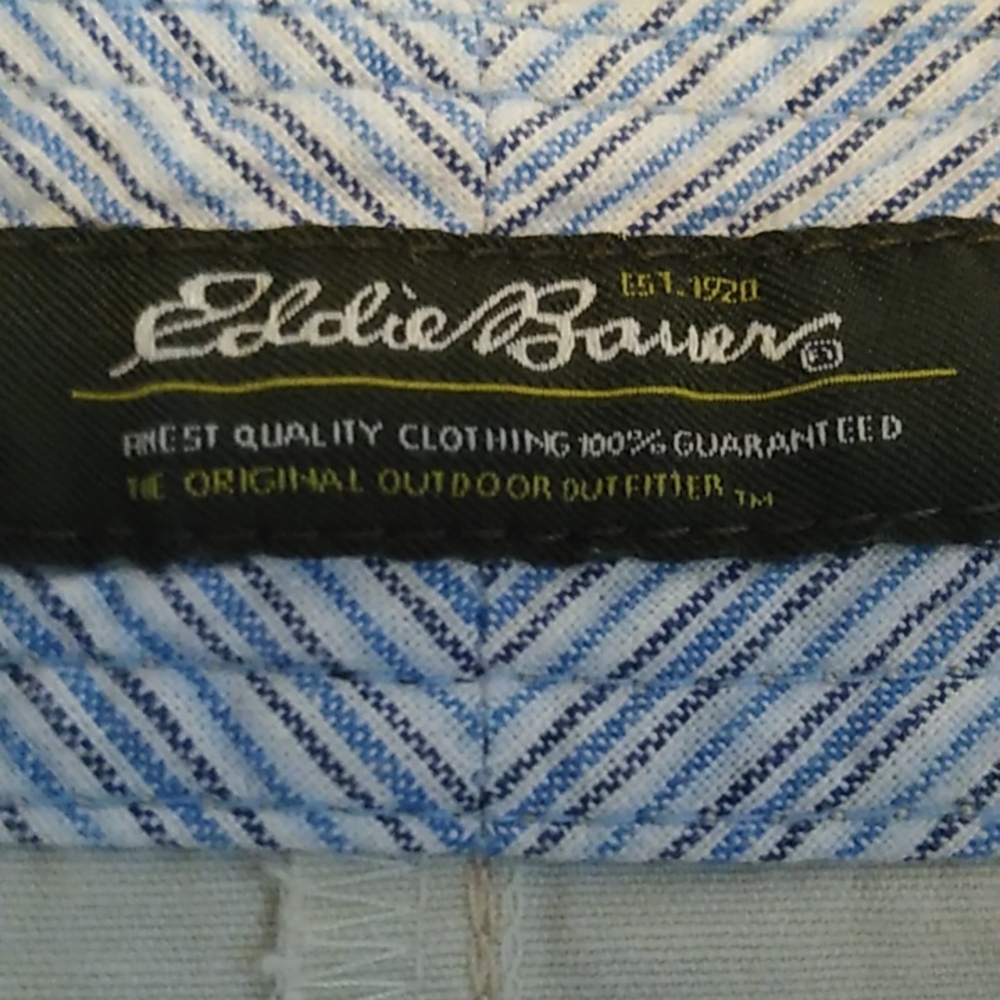 EST. 1920
Eddie Bauer ®
FINEST QUALITY CLOTHING 100% GUARANTEED
THE ORIGINAL OUTDOOR OUTFITTER TM